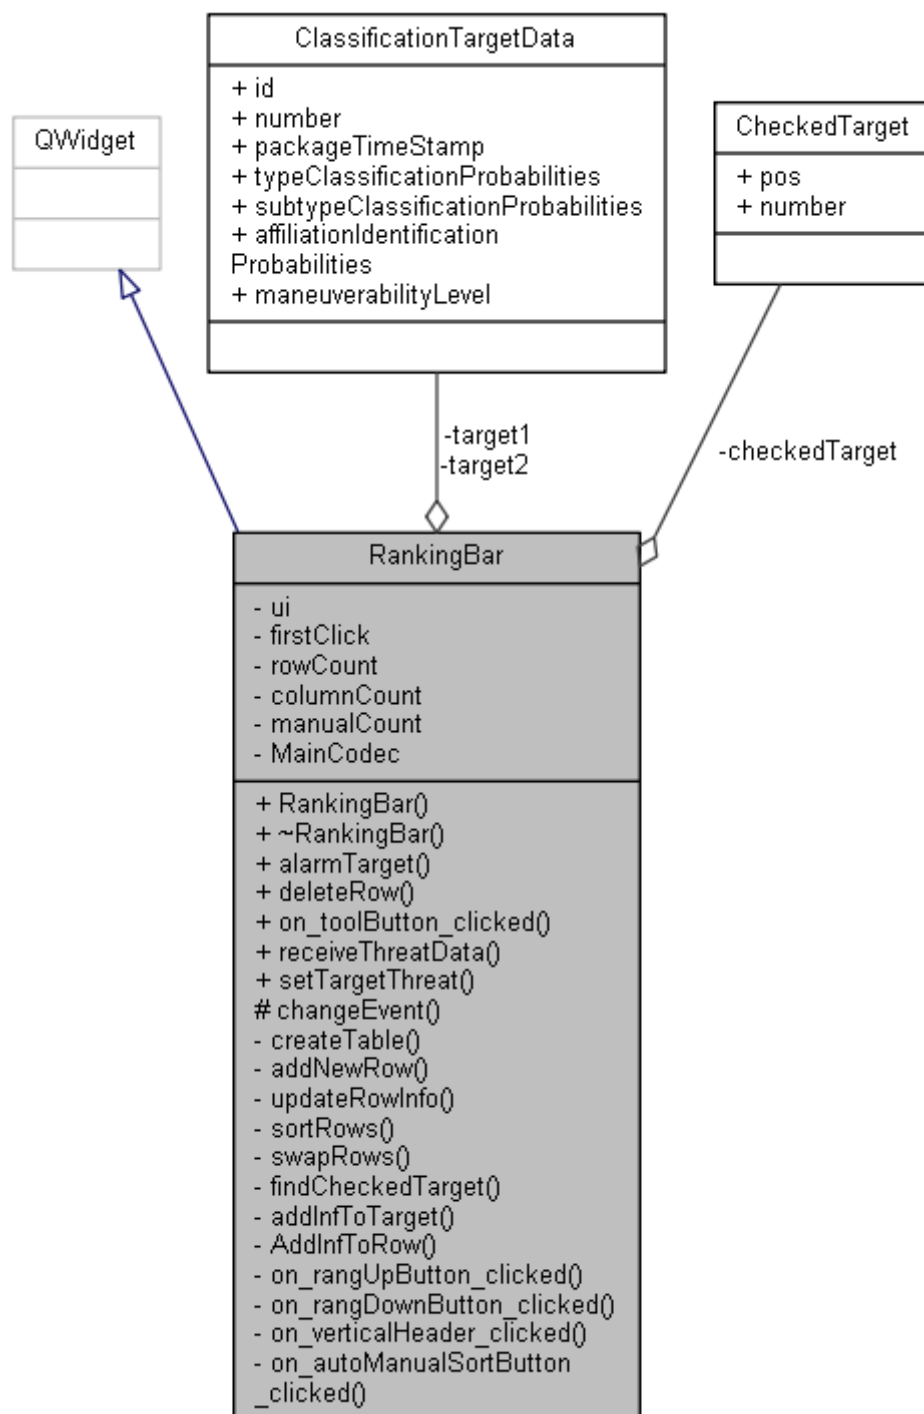 ClassificationTargetData
+ id
+ number
+ packageTimeStamp
+ typeClassificationProbabilities
+ subtypeClassificationProbabilities
+ affiliationIdentification
Probabilities
+ maneuverabilityLevel
QWidget
CheckedTarget
+ pos
+ number
-target1
-target2
-checkedTarget
RankingBar
- ui
- firstClick
- rowCount
- columnCount
- manualCount
- MainCodec
+ RankingBar()
+ ~RankingBar()
+ alarmTarget()
+ deleteRow()
+ on_toolButton_clicked()
+ receiveThreatData()
+ setTargetThreat()
# changeEvent()
- createTable()
- addNewRow()
- updateRowInfo()
- sortRows()
- swapRows()
- findCheckedTarget()
- addInfToTarget()
- AddInfToRow()
- on_rangUpButton_clicked()
- on_rangDownButton_clicked()
- on_verticalHeader_clicked()
- on_autoManualSortButton
_clicked()